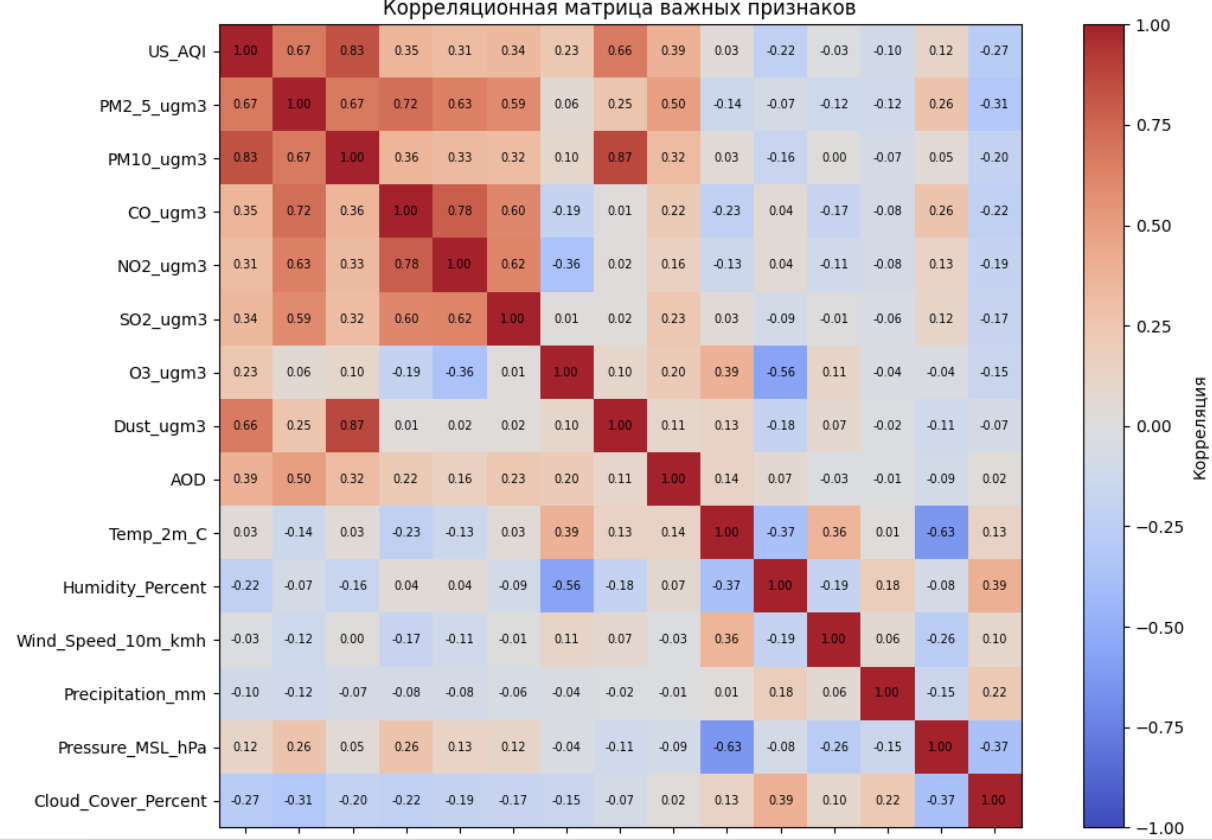 Корреляционная матрица важных признаков
US_AQI 1.00 0.67 0.83 0.35 0.31 0.34 0.23 0.66 0.39 0.03 -0.22 -0.03 -0.10 0.12 -0.27
PM2_5_ugm3 0.67 1.00 0.67 0.72 0.63 0.59 0.06 0.25 0.50 -0.14 -0.07 -0.12 -0.12 0.26 -0.31
PM10_ugm3 0.83 0.67 1.00 0.36 0.33 0.32 0.10 0.87 0.32 0.03 -0.16 0.00 -0.07 0.05 -0.20
CO_ugm3 0.35 0.72 0.36 1.00 0.78 0.60 -0.19 0.01 0.22 -0.23 0.04 -0.17 -0.08 0.26 -0.22
NO2_ugm3 0.31 0.63 0.33 0.78 1.00 0.62 -0.36 0.02 0.16 -0.13 0.04 -0.11 -0.08 0.13 -0.19
SO2_ugm3 0.34 0.59 0.32 0.60 0.62 1.00 0.01 0.02 0.23 0.03 -0.09 -0.01 -0.06 0.12 -0.17
O3_ugm3 0.23 0.06 0.10 -0.19 -0.36 0.01 1.00 0.10 0.20 0.39 -0.56 0.11 -0.04 -0.04 -0.15
Dust_ugm3 0.66 0.25 0.87 0.01 0.02 0.02 0.10 1.00 0.11 0.13 -0.18 0.07 -0.02 -0.11 -0.07
AOD 0.39 0.50 0.32 0.22 0.16 0.23 0.20 0.11 1.00 0.14 0.07 -0.03 -0.01 -0.09 0.02
Temp_2m_C 0.03 -0.14 0.03 -0.23 -0.13 0.03 0.39 0.13 0.14 1.00 -0.37 0.36 0.01 -0.63 0.13
Humidity_Percent -0.22 -0.07 -0.16 0.04 0.04 -0.09 -0.56 -0.18 0.07 -0.37 1.00 -0.19 0.18 -0.08 0.39
Wind_Speed_10m_kmh -0.03 -0.12 0.00 -0.17 -0.11 -0.01 0.11 0.07 -0.03 0.36 -0.19 1.00 0.06 -0.26 0.10
Precipitation_mm -0.10 -0.12 -0.07 -0.08 -0.08 -0.06 -0.04 -0.02 -0.01 0.01 0.18 0.06 1.00 -0.15 0.22
Pressure_MSL_hPa 0.12 0.26 0.05 0.26 0.13 0.12 -0.04 -0.11 -0.09 -0.63 -0.08 -0.26 -0.15 1.00 -0.37
Cloud_Cover_Percent -0.27 -0.31 -0.20 -0.22 -0.19 -0.17 -0.15 -0.07 0.02 0.13 0.39 0.10 0.22 -0.37 1.00
1.00
0.75
0.50
0.25
0.00
−0.25
−0.50
−0.75
−1.00
Корреляция